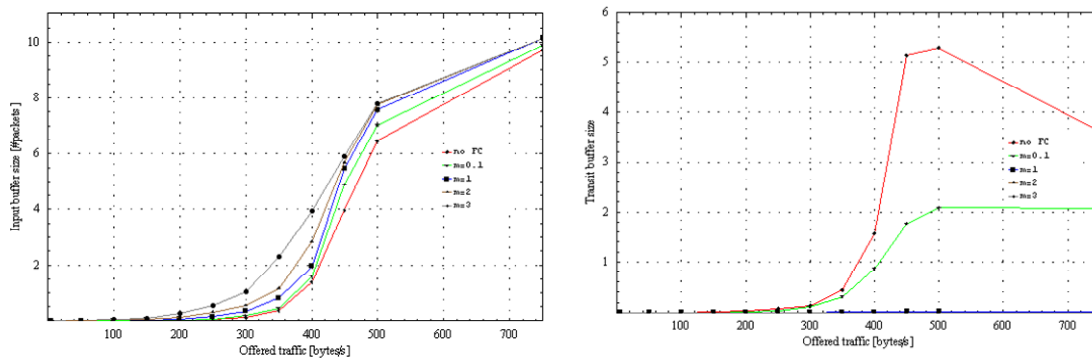 10
8
6
4
2
Input buffer size [#packets]
no FC
m=0.1
m=1
m=2
m=3
100 200 300 400 500 600 700
Offered traffic [bytes/s]
6
5
4
3
2
1
Transit buffer size
no FC
m=0.1
m=1
m=2
m=3
100 200 300 400 500 600 700
Offered traffic [bytes/s]